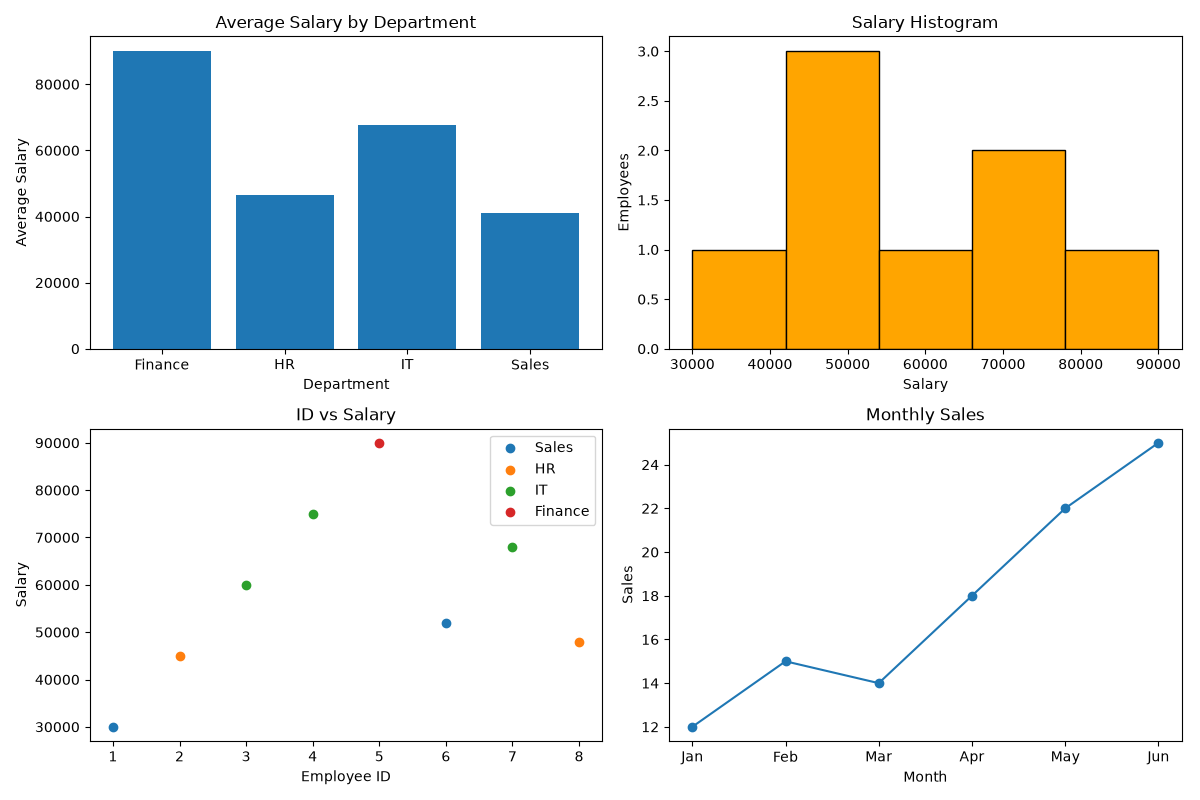 Average Salary by Department
Average Salary
80000
60000
40000
20000
0
Finance HR IT Sales
Department
Salary Histogram
Employees
3.0
2.5
2.0
1.5
1.0
0.5
0.0
30000 40000 50000 60000 70000 80000 90000
Salary
ID vs Salary
Salary
90000
80000
70000
60000
50000
40000
30000
Sales
HR
IT
Finance
1 2 3 4 5 6 7 8
Employee ID
Monthly Sales
Sales
24
22
20
18
16
14
12
Jan Feb Mar Apr May Jun
Month